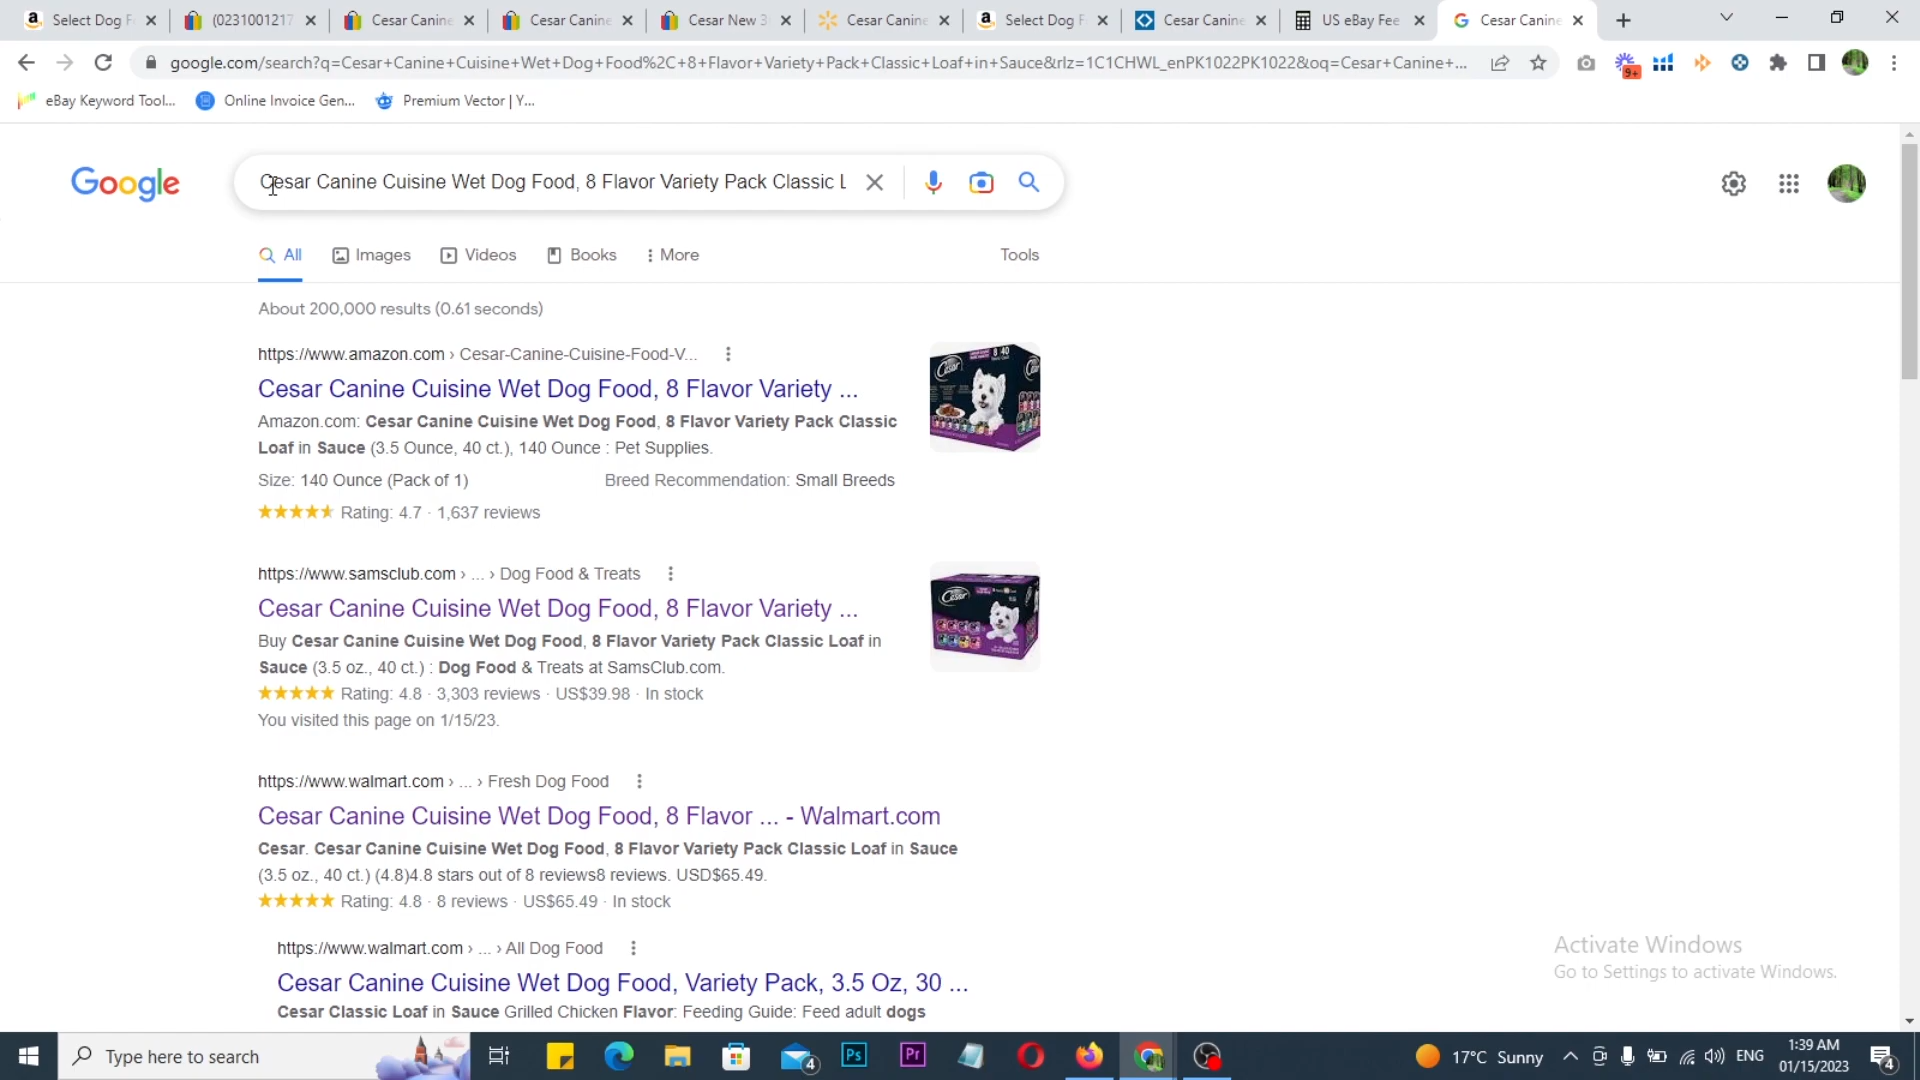 Select Dog F
(0231001217
Cesar Canine
Cesar Canine
Cesar New 3
Cesar Canine
Select Dog F
Cesar Canine
US eBay Fee
Cesar Canine
google.com/search?q=Cesar+Canine+Cuisine+Wet+Dog+Food%2C+8+Flavor+Variety+Pack+Classic+Loaf+in+Sauce&rlz=1C1CHWL_enPK1022PK1022&oq=Cesar+Canine+...
9+
eBay Keyword Tool...
Online Invoice Gen...
Premium Vector | Y...
Google
Cesar Canine Cuisine Wet Dog Food, 8 Flavor Variety Pack Classic L
All
Images
Videos
Books
More
Tools
About 200,000 results (0.61 seconds)
https://www.amazon.com › Cesar-Canine-Cuisine-Food-V...
Cesar Canine Cuisine Wet Dog Food, 8 Flavor Variety ...
Amazon.com: Cesar Canine Cuisine Wet Dog Food, 8 Flavor Variety Pack Classic
Loaf in Sauce (3.5 Ounce, 40 ct.), 140 Ounce : Pet Supplies.
Size: 140 Ounce (Pack of 1)
Breed Recommendation: Small Breeds
Rating: 4.7 · 1,637 reviews
https://www.samsclub.com › ... › Dog Food & Treats
Cesar Canine Cuisine Wet Dog Food, 8 Flavor Variety ...
Buy Cesar Canine Cuisine Wet Dog Food, 8 Flavor Variety Pack Classic Loaf in
Sauce (3.5 oz., 40 ct.) : Dog Food & Treats at SamsClub.com.
Rating: 4.8 · 3,303 reviews · US$39.98 · In stock
You visited this page on 1/15/23.
https://www.walmart.com › ... › Fresh Dog Food
Cesar Canine Cuisine Wet Dog Food, 8 Flavor ... - Walmart.com
Cesar. Cesar Canine Cuisine Wet Dog Food, 8 Flavor Variety Pack Classic Loaf in Sauce
(3.5 oz., 40 ct.) (4.8)4.8 stars out of 8 reviews8 reviews. USD$65.49.
Rating: 4.8 · 8 reviews · US$65.49 · In stock
https://www.walmart.com › ... › All Dog Food
Cesar Canine Cuisine Wet Dog Food, Variety Pack, 3.5 Oz, 30 ...
Cesar Classic Loaf in Sauce Grilled Chicken Flavor: Feeding Guide: Feed adult dogs
Cesar
Cesar
Activate Windows
Go to Settings to activate Windows.
Type here to search
4
Ps
Pr
17°C Sunny
ENG
1:39 AM
01/15/2023
4